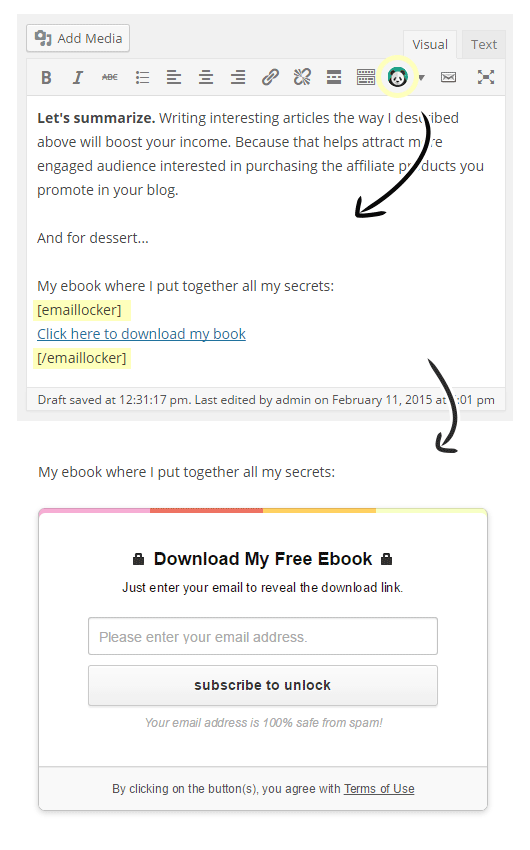 Add Media
Visual Text
B I ABC
Let's summarize. Writing interesting articles the way I described
above will boost your income. Because that helps attract more
engaged audience interested in purchasing the affiliate products you
promote in your blog.
And for dessert...
My ebook where I put together all my secrets:
[emaillocker]
Click here to download my book
[/emaillocker]
Draft saved at 12:31:17 pm. Last edited by admin on February 11, 2015 at :01 pm
My ebook where I put together all my secrets:
Download My Free Ebook
Just enter your email to reveal the download link.
Please enter your email address.
subscribe to unlock
Your email address is 100% safe from spam!
By clicking on the button(s), you agree with Terms of Use